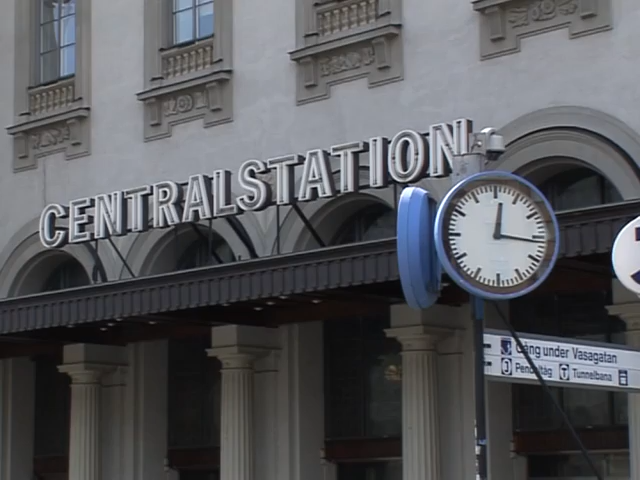 CENTRALSTATION
Gång under Vasagatan
J Pendeltåg T Tunnelbana